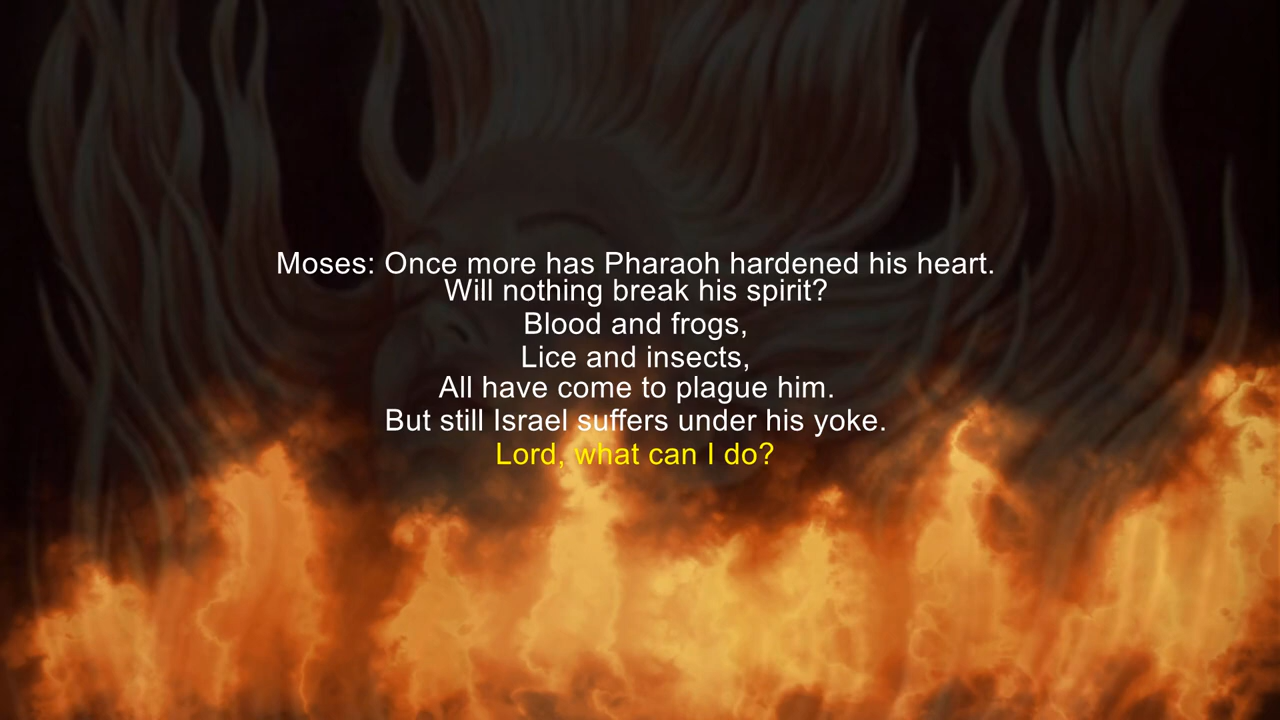 Moses: Once more has Pharaoh hardened his heart.
Will nothing break his spirit?
Blood and frogs,
Lice and insects,
All have come to plague him.
But still Israel suffers under his yoke.
Lord, what can I do?